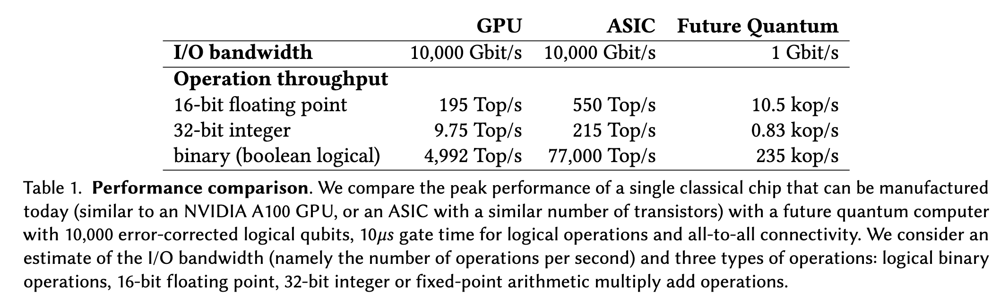 GPU ASIC Future Quantum
I/O bandwidth 10,000 Gbit/s 10,000 Gbit/s 1 Gbit/s
Operation throughput
16-bit floating point 195 Top/s 550 Top/s 10.5 kop/s
32-bit integer 9.75 Top/s 215 Top/s 0.83 kop/s
binary (boolean logical) 4,992 Top/s 77,000 Top/s 235 kop/s
Table 1. Performance comparison. We compare the peak performance of a single classical chip that can be manufactured
today (similar to an NVIDIA A100 GPU, or an ASIC with a similar number of transistors) with a future quantum computer
with 10,000 error-corrected logical qubits, 10μs gate time for logical operations and all-to-all connectivity. We consider an
estimate of the I/O bandwidth (namely the number of operations per second) and three types of operations: logical binary
operations, 16-bit floating point, 32-bit integer or fixed-point arithmetic multiply add operations.